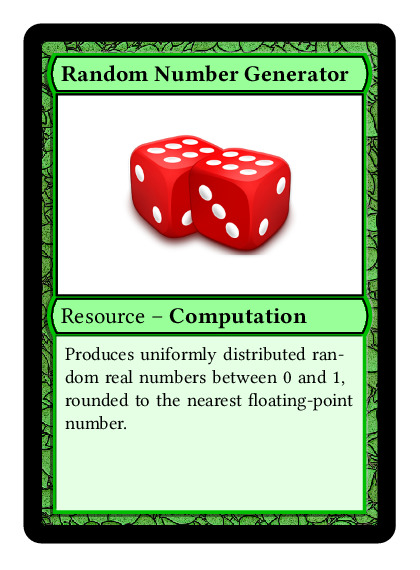 Random Number Generator
Resource – Computation
Produces uniformly distributed ran-
dom real numbers between 0 and 1,
rounded to the nearest floating-point
number.